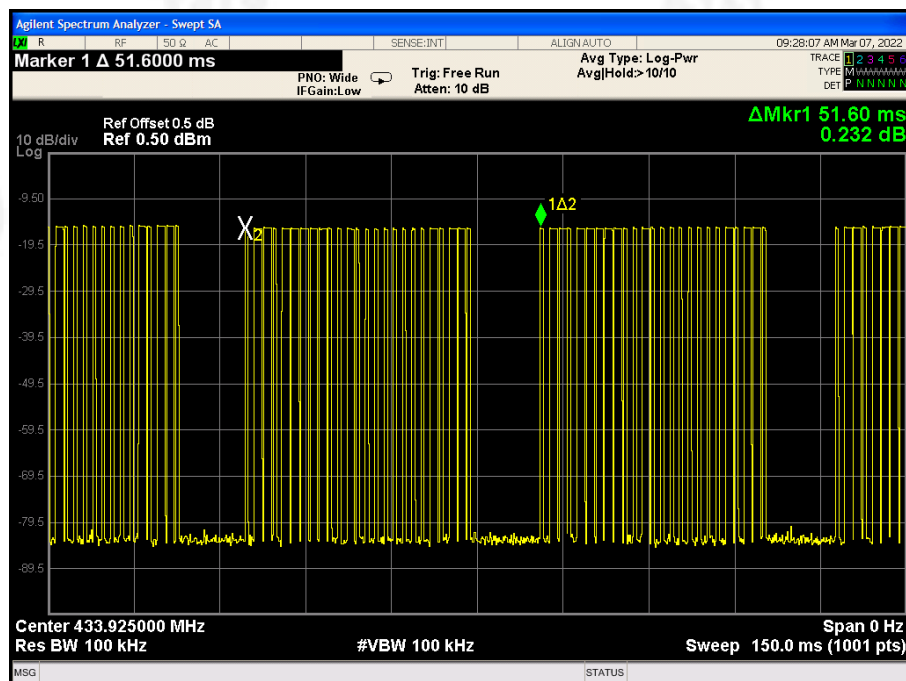 Agilent Spectrum Analyzer - Swept SA
LXI R RF 50 Ω AC SENSE:INT ALIGN AUTO 09:28:07 AM Mar 07, 2022
Marker 1 Δ 51.6000 ms
PNO: Wide
IFGain:Low
Trig: Free Run
Atten: 10 dB
Avg Type: Log-Pwr
Avg|Hold:>10/10
TRACE 1 2 3 4 5 6
TYPE M
DET P N N N N N
ΔMkr1 51.60 ms
0.232 dB
Ref Offset 0.5 dB
10 dB/div Ref 0.50 dBm
Log
-9.50
-19.5
-29.5
-39.5
-49.5
-59.5
-69.5
-79.5
-89.5
X2
1Δ2
Center 433.925000 MHz Span 0 Hz
Res BW 100 kHz #VBW 100 kHz Sweep 150.0 ms (1001 pts)
MSG STATUS